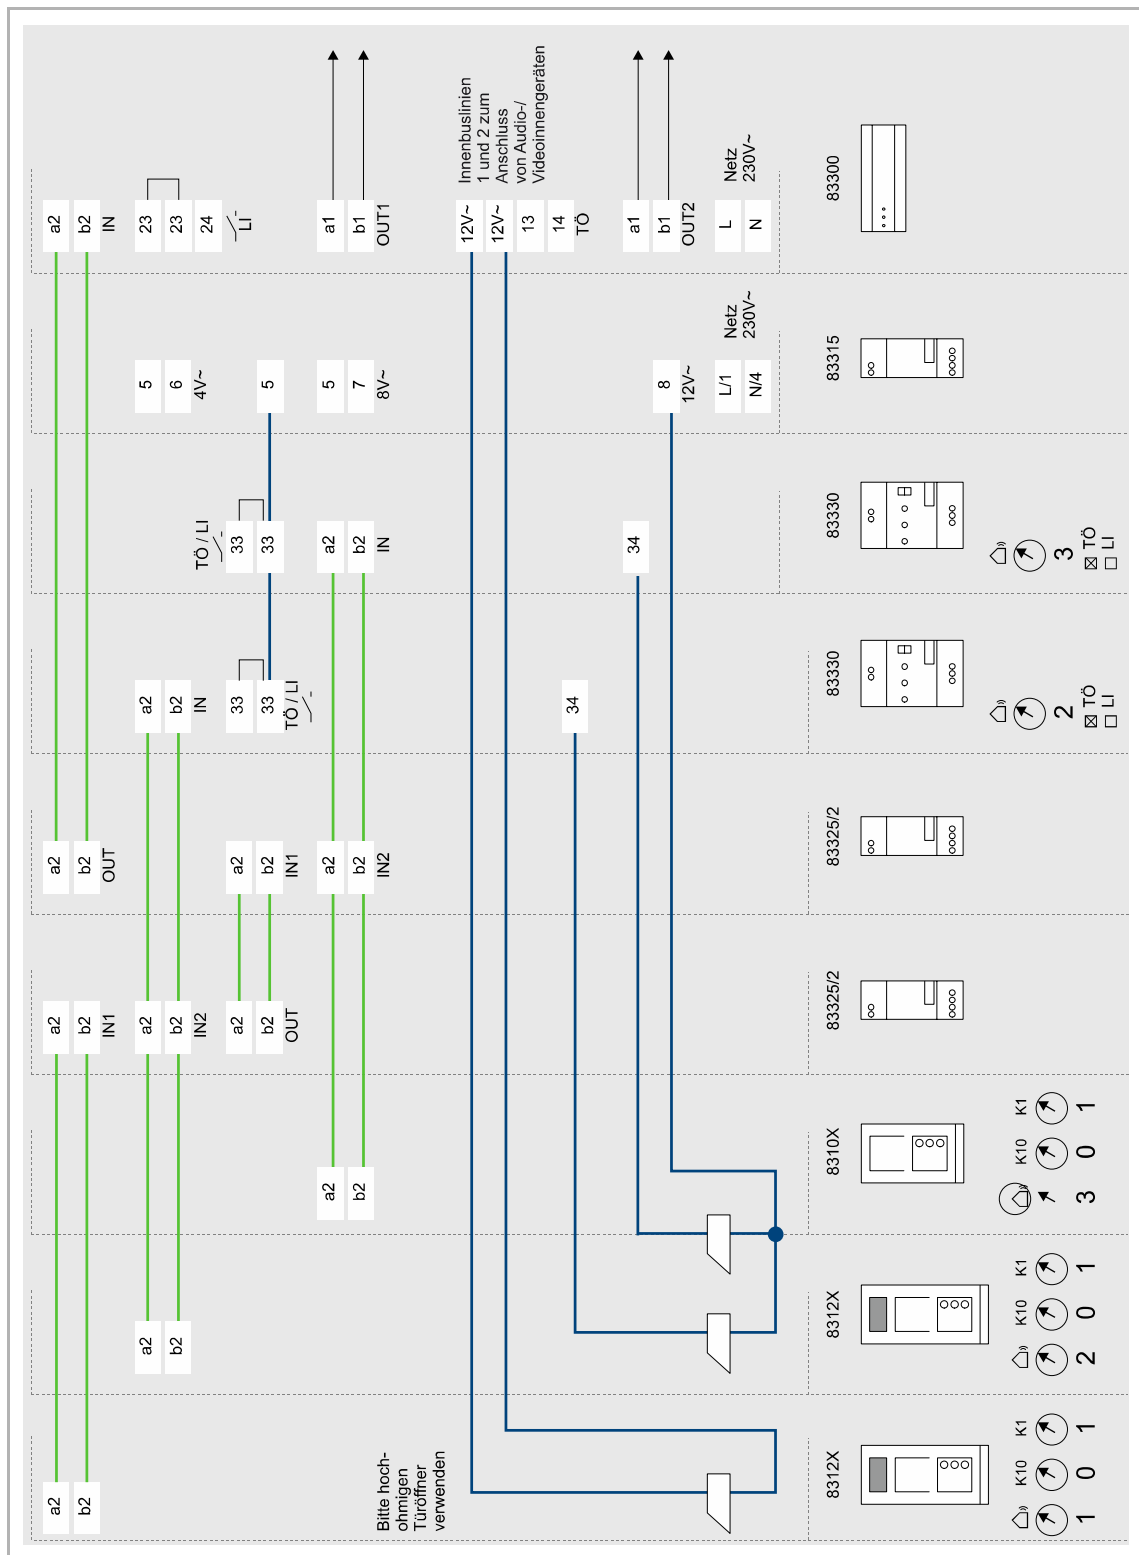 a2
b2
IN
23
23
24
LI
a1
b1
OUT1
Innenbuslinien
1 und 2 zum
Anschluss
von Audio-/
Videoinnengeräten
12V~
12V~
13
14
TÖ
a1
b1
OUT2
Netz
230V~
L
N
83300
5
6
4V~
5
5
7
8V~
8
12V~
Netz
230V~
L/1
N/4
83315
TÖ / LI
33
33
a2
b2
IN
34
83330
3
TÖ
LI
a2
b2
IN
33
33
TÖ / LI
34
83330
2
TÖ
LI
a2
b2
OUT
a2
b2
IN1
a2
b2
IN2
83325/2
a2
b2
IN1
a2
b2
IN2
a2
b2
OUT
83325/2
a2
b2
8310X
K1
K10
1
0
3
a2
b2
8312X
K1
K10
1
0
2
a2
b2
Bitte hoch-
ohmigen
Türöffner
verwenden
8312X
K1
K10
1
0
1